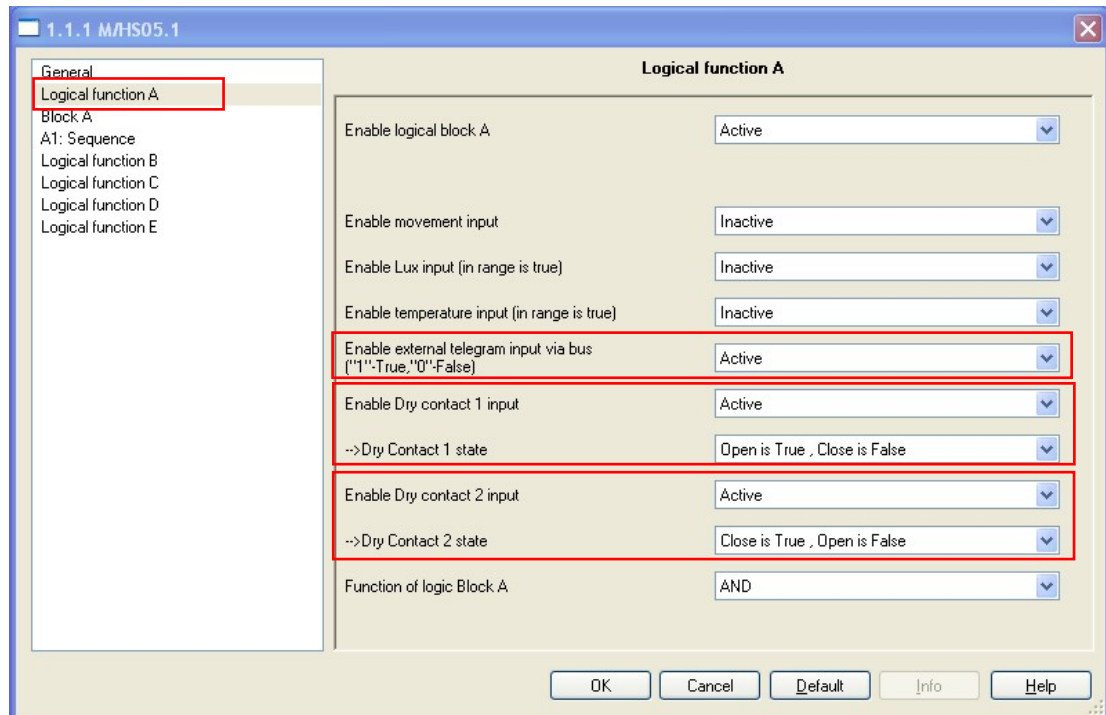 1.1.1 M/HS05.1
General
Logical function A
Block A
A1: Sequence
Logical function B
Logical function C
Logical function D
Logical function E
Logical function A
Enable logical block A
Active
Enable movement input
Inactive
Enable Lux input (in range is true)
Inactive
Enable temperature input (in range is true)
Inactive
Enable external telegram input via bus
("1"-True,"0"-False)
Active
Enable Dry contact 1 input
Active
-->Dry Contact 1 state
Open is True , Close is False
Enable Dry contact 2 input
Active
-->Dry Contact 2 state
Close is True , Open is False
Function of logic Block A
AND
OK
Cancel
Default
Info
Help